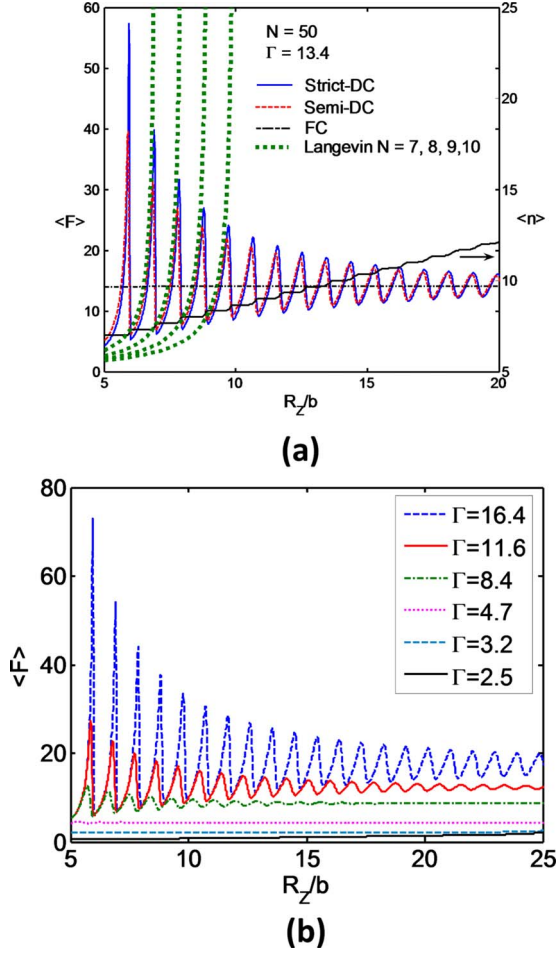 N = 50
Γ = 13.4
Strict-DC
Semi-DC
FC
Langevin N = 7, 8, 9,10
60
50
40
30
20
10
0
<F>
25
20
15
10
5
<n>
5
10
15
20
R_Z/b
(a)
80
60
40
20
0
<F>
Γ=16.4
Γ=11.6
Γ=8.4
Γ=4.7
Γ=3.2
Γ=2.5
5
10
15
20
25
R_Z/b
(b)